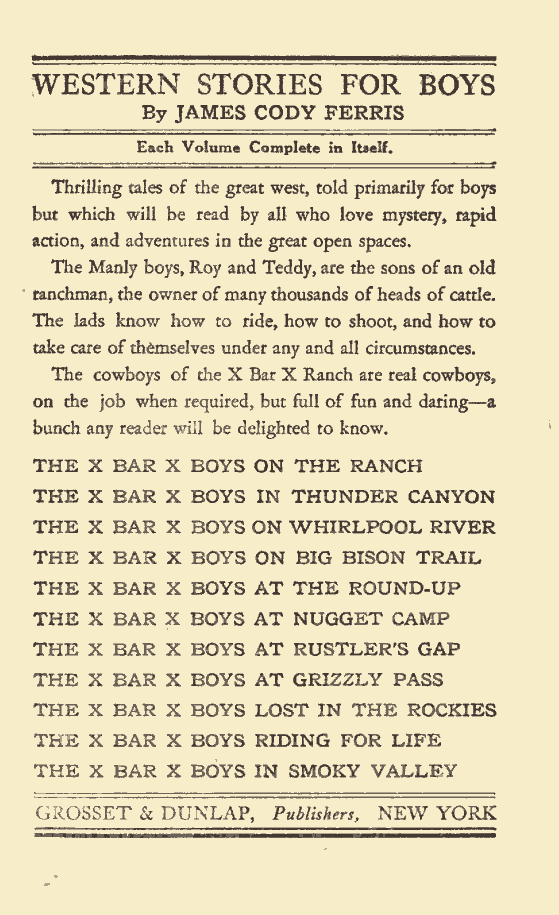 WESTERN STORIES FOR BOYS
By JAMES CODY FERRIS
Each Volume Complete in Itself.
Thrilling tales of the great west, told primarily for boys
but which will be read by all who love mystery, rapid
action, and adventures in the great open spaces.
The Manly boys, Roy and Teddy, are the sons of an old
ranchman, the owner of many thousands of heads of cattle.
The lads know how to ride, how to shoot, and how to
take care of themselves under any and all circumstances.
The cowboys of the X Bar X Ranch are real cowboys,
on the job when required, but full of fun and daring—a
bunch any reader will be delighted to know.
THE X BAR X BOYS ON THE RANCH
THE X BAR X BOYS IN THUNDER CANYON
THE X BAR X BOYS ON WHIRLPOOL RIVER
THE X BAR X BOYS ON BIG BISON TRAIL
THE X BAR X BOYS AT THE ROUND-UP
THE X BAR X BOYS AT NUGGET CAMP
THE X BAR X BOYS AT RUSTLER'S GAP
THE X BAR X BOYS AT GRIZZLY PASS
THE X BAR X BOYS LOST IN THE ROCKIES
THE X BAR X BOYS RIDING FOR LIFE
THE X BAR X BOYS IN SMOKY VALLEY
GROSSET & DUNLAP, Publishers, NEW YORK